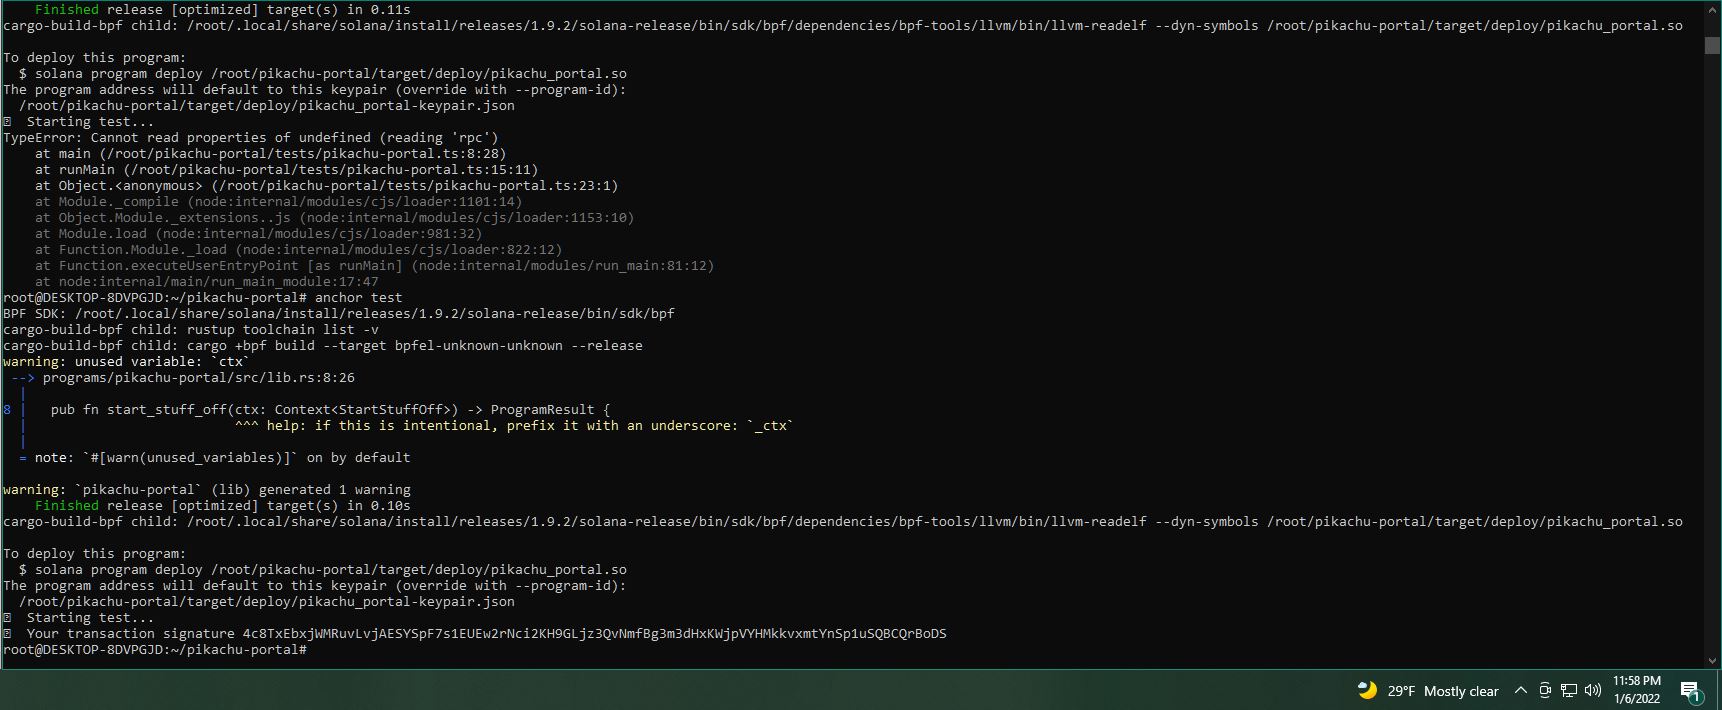 Finished release [optimized] target(s) in 0.11s
cargo-build-bpf child: /root/.local/share/solana/install/releases/1.9.2/solana-release/bin/sdk/bpf/dependencies/bpf-tools/llvm/bin/llvm-readelf --dyn-symbols /root/pikachu-portal/target/deploy/pikachu_portal.so
To deploy this program:
$ solana program deploy /root/pikachu-portal/target/deploy/pikachu_portal.so
The program address will default to this keypair (override with --program-id):
/root/pikachu-portal/target/deploy/pikachu_portal-keypair.json
Starting test...
TypeError: Cannot read properties of undefined (reading 'rpc')
at main (/root/pikachu-portal/tests/pikachu-portal.ts:8:28)
at runMain (/root/pikachu-portal/tests/pikachu-portal.ts:15:11)
at Object.<anonymous> (/root/pikachu-portal/tests/pikachu-portal.ts:23:1)
at Module._compile (node:internal/modules/cjs/loader:1101:14)
at Object.Module._extensions..js (node:internal/modules/cjs/loader:1153:10)
at Module.load (node:internal/modules/cjs/loader:981:32)
at Function.Module._load (node:internal/modules/cjs/loader:822:12)
at Function.executeUserEntryPoint [as runMain] (node:internal/modules/run_main:81:12)
at node:internal/main/run_main_module:17:47
root@DESKTOP-8DVPGJD:~/pikachu-portal# anchor test
BPF SDK: /root/.local/share/solana/install/releases/1.9.2/solana-release/bin/sdk/bpf
cargo-build-bpf child: rustup toolchain list -v
cargo-build-bpf child: cargo +bpf build --target bpfel-unknown-unknown --release
warning: unused variable: `ctx`
--> programs/pikachu-portal/src/lib.rs:8:26
|
8 |   pub fn start_stuff_off(ctx: Context<StartStuffOff>) -> ProgramResult {
| ^^^ help: if this is intentional, prefix it with an underscore: `_ctx`
|
= note: `#[warn(unused_variables)]` on by default
warning: `pikachu-portal` (lib) generated 1 warning
Finished release [optimized] target(s) in 0.10s
cargo-build-bpf child: /root/.local/share/solana/install/releases/1.9.2/solana-release/bin/sdk/bpf/dependencies/bpf-tools/llvm/bin/llvm-readelf --dyn-symbols /root/pikachu-portal/target/deploy/pikachu_portal.so
To deploy this program:
$ solana program deploy /root/pikachu-portal/target/deploy/pikachu_portal.so
The program address will default to this keypair (override with --program-id):
/root/pikachu-portal/target/deploy/pikachu_portal-keypair.json
Starting test...
Your transaction signature 4c8TxEbxjWMRuvLvjAESYSpF7s1EUEw2rNci2KH9GLjz3QvNmfBg3m3dHxKWjpVYHMkkvxmtYnSp1uSQBCQrBoDS
root@DESKTOP-8DVPGJD:~/pikachu-portal#
29°F Mostly clear
11:58 PM
1/6/2022
1